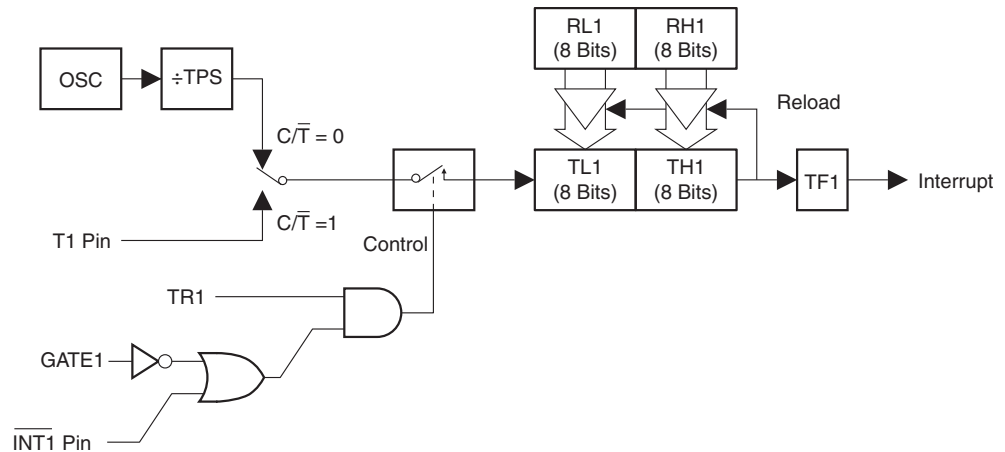 RL1
(8 Bits)
RH1
(8 Bits)
OSC
÷TPS
Reload
C/T̅ = 0
TL1
(8 Bits)
TH1
(8 Bits)
TF1
Interrupt
C/T̅ =1
T1 Pin
Control
TR1
GATE1
I̅N̅T̅1̅ Pin